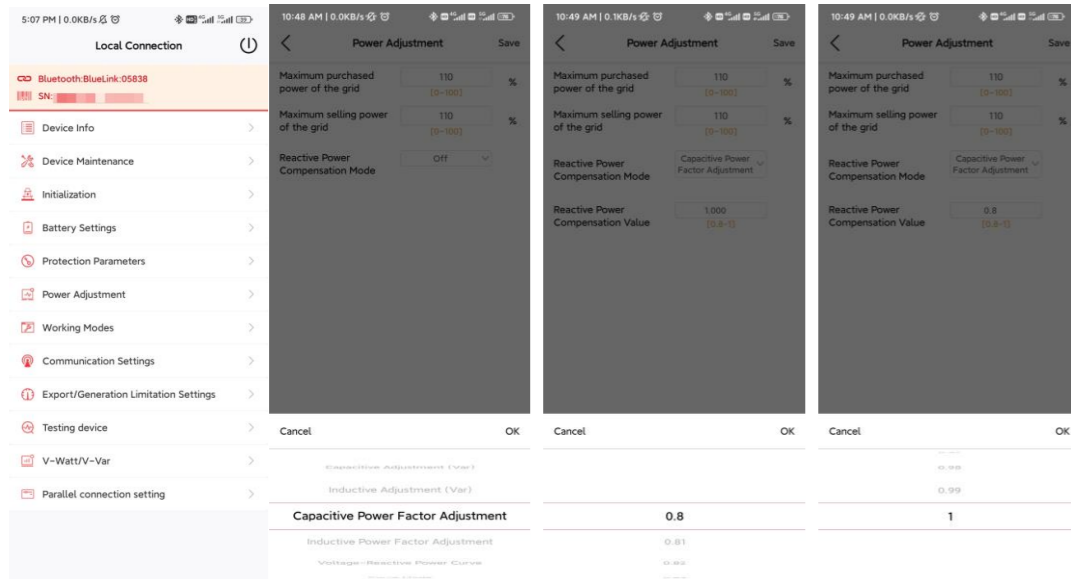 5:07 PM | 0.0KB/s
Local Connection
Bluetooth:BlueLink:05838
SN:
Device Info
Device Maintenance
Initialization
Battery Settings
Protection Parameters
Power Adjustment
Working Modes
Communication Settings
Export/Generation Limitation Settings
Testing device
V-Watt/V-Var
Parallel connection setting
10:48 AM | 0.0KB/s
Power Adjustment Save
Maximum purchased
power of the grid
110
%
[0~100]
Maximum selling power
of the grid
110
%
[0~100]
Reactive Power
Compensation Mode
Off
Cancel OK
Capacitive Adjustment (Var)
Inductive Adjustment (Var)
Capacitive Power Factor Adjustment
Inductive Power Factor Adjustment
Voltage-Reactive Power Curve
10:49 AM | 0.1KB/s
Power Adjustment Save
Maximum purchased
power of the grid
110
%
[0~100]
Maximum selling power
of the grid
110
%
[0~100]
Reactive Power
Compensation Mode
Capacitive Power
Factor Adjustment
Reactive Power
Compensation Value
1.000
[0.8~1]
Cancel OK
0.8
0.81
0.82
10:49 AM | 0.0KB/s
Power Adjustment Save
Maximum purchased
power of the grid
110
%
[0~100]
Maximum selling power
of the grid
110
%
[0~100]
Reactive Power
Compensation Mode
Capacitive Power
Factor Adjustment
Reactive Power
Compensation Value
0.8
[0.8~1]
Cancel OK
0.98
0.99
1